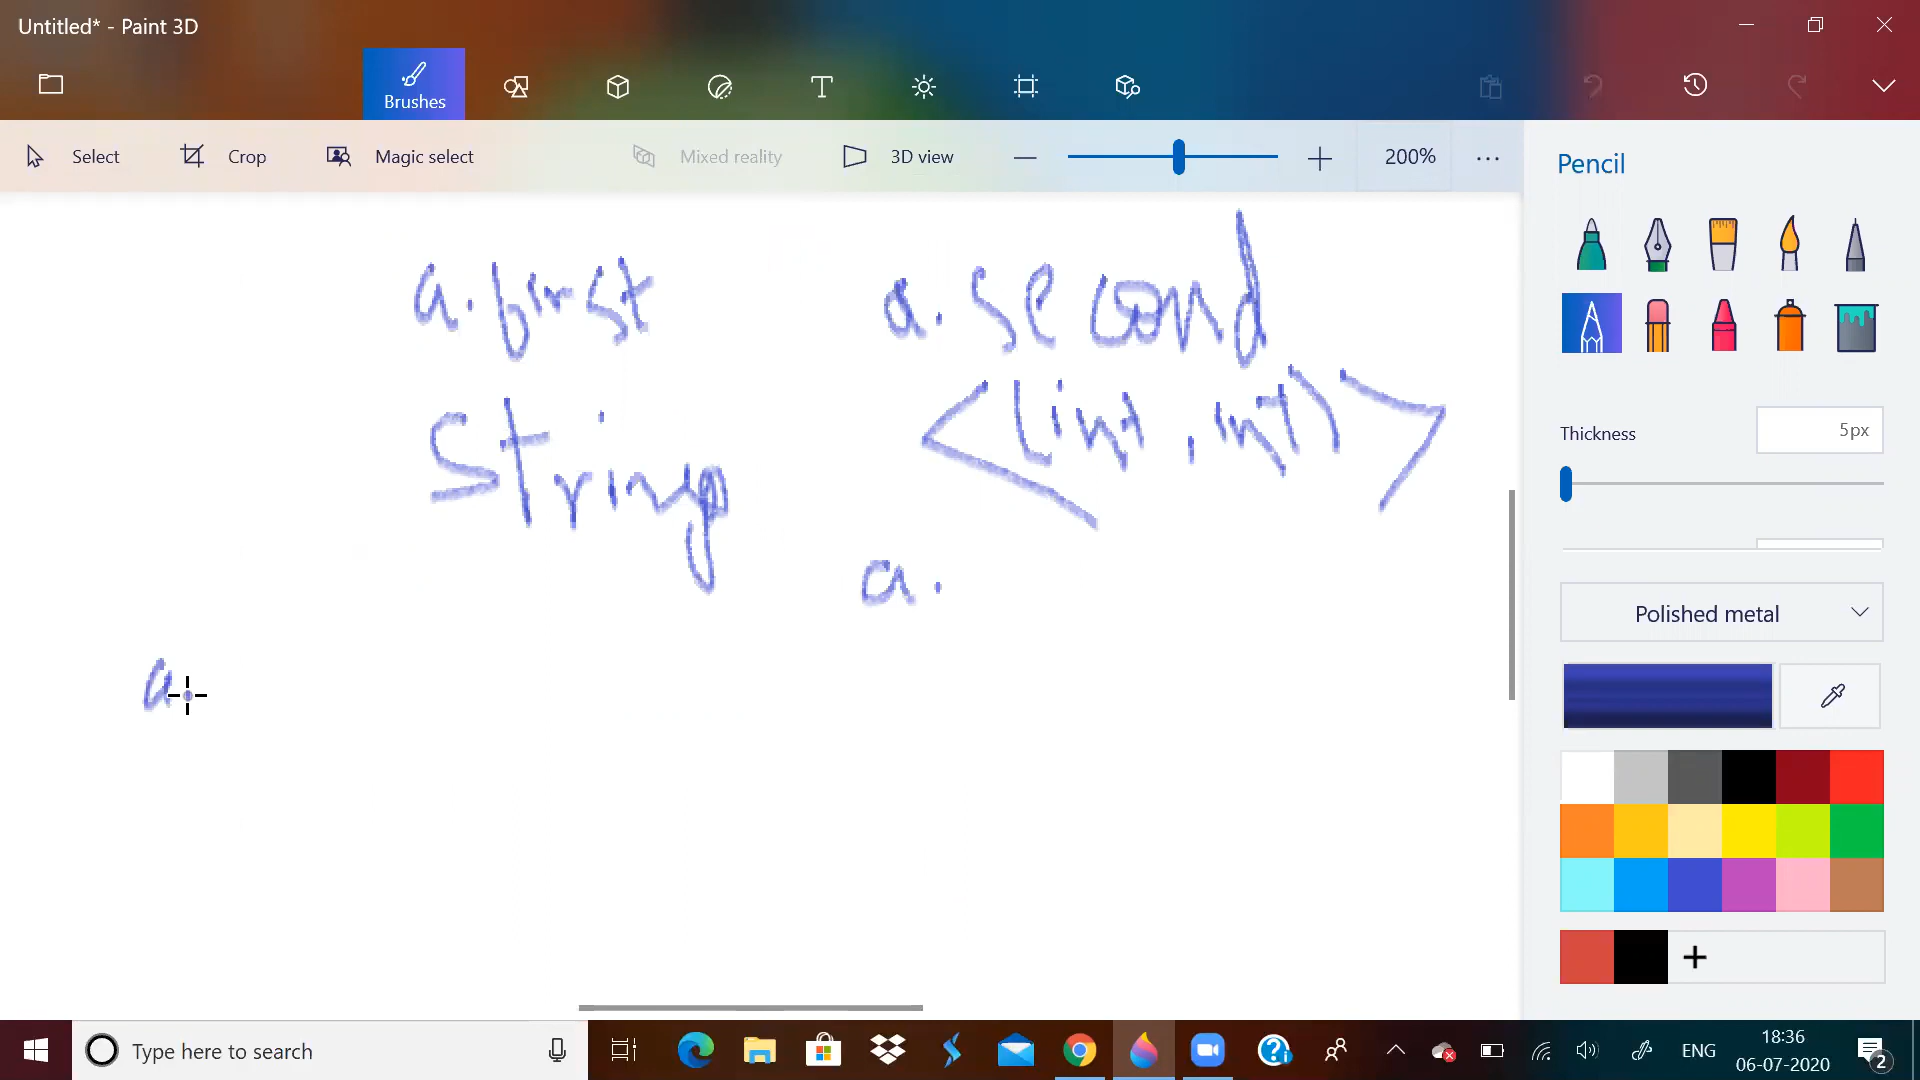 Untitled* - Paint 3D
Brushes
Select Crop Magic select Mixed reality 3D view 200%
Pencil
a.first a.second
String <(int,int)>
a.
a.
Thickness 5px
Polished metal
Type here to search
ENG
18:36
06-07-2020
2